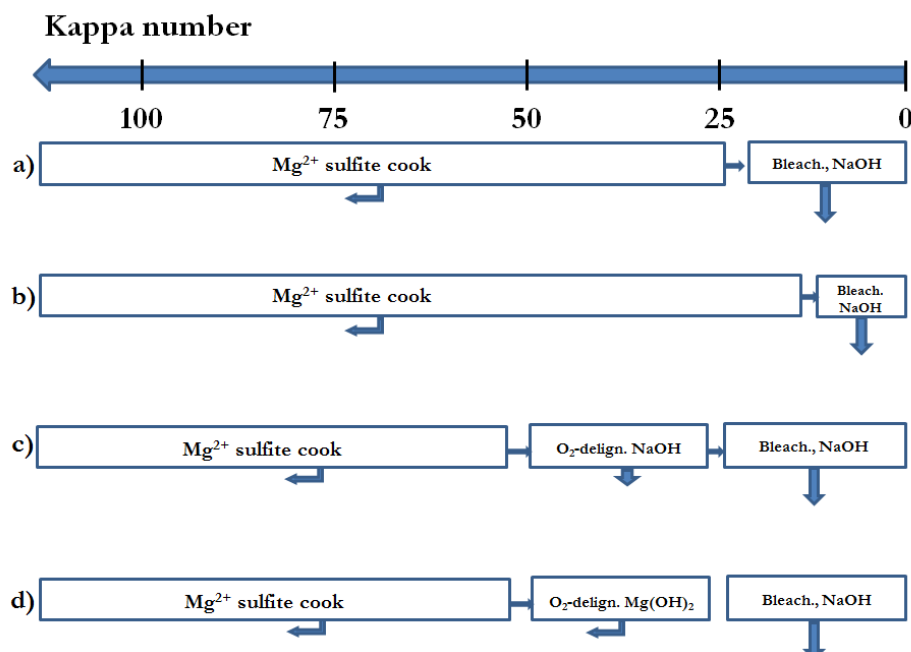 Kappa number
100 75 50 25 0
a) Mg²⁺ sulfite cook Bleach., NaOH
b) Mg²⁺ sulfite cook Bleach.
NaOH
c) Mg²⁺ sulfite cook O₂-delign. NaOH Bleach., NaOH
d) Mg²⁺ sulfite cook O₂-delign. Mg(OH)₂ Bleach., NaOH